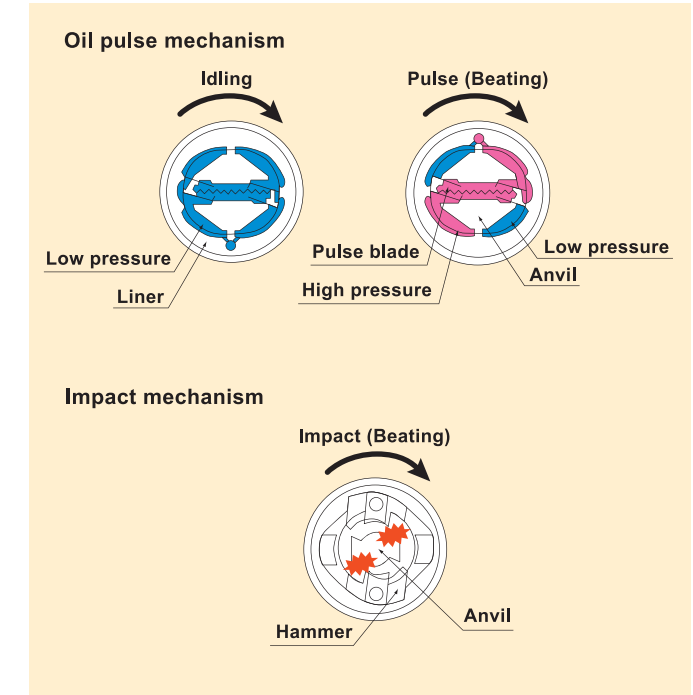 Oil pulse mechanism
Idling
Pulse (Beating)
Low pressure
Liner
Pulse blade
High pressure
Low pressure
Anvil
Impact mechanism
Impact (Beating)
Hammer
Anvil